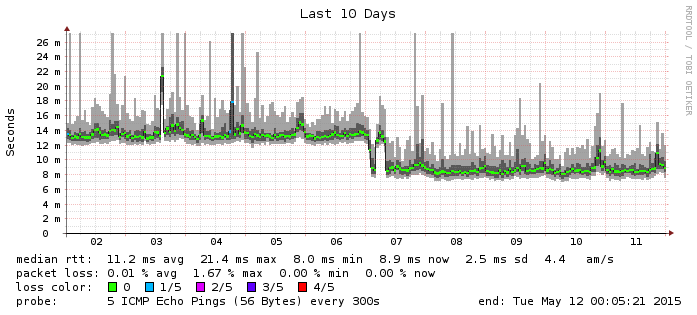 Last 10 Days
RRDTOOL / TOBI OETIKER
Seconds
26 m
24 m
22 m
20 m
18 m
16 m
14 m
12 m
10 m
8 m
6 m
4 m
2 m
0
02 03 04 05 06 07 08 09 10 11
median rtt: 11.2 ms avg 21.4 ms max 8.0 ms min 8.9 ms now 2.5 ms sd 4.4 am/s
packet loss: 0.01 % avg 1.67 % max 0.00 % min 0.00 % now
loss color: 0 1/5 2/5 3/5 4/5
probe: 5 ICMP Echo Pings (56 Bytes) every 300s end: Tue May 12 00:05:21 2015